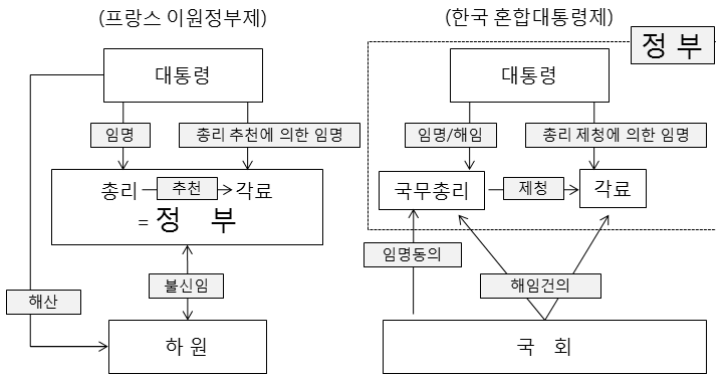 (프랑스 이원정부제)
대통령
임명
총리 추천에 의한 임명
총리
추천
각료
= 정 부
불신임
해산
하 원
(한국 혼합대통령제)
정 부
대통령
임명/해임
총리 제청에 의한 임명
국무총리
제청
각료
임명동의
해임건의
국 회